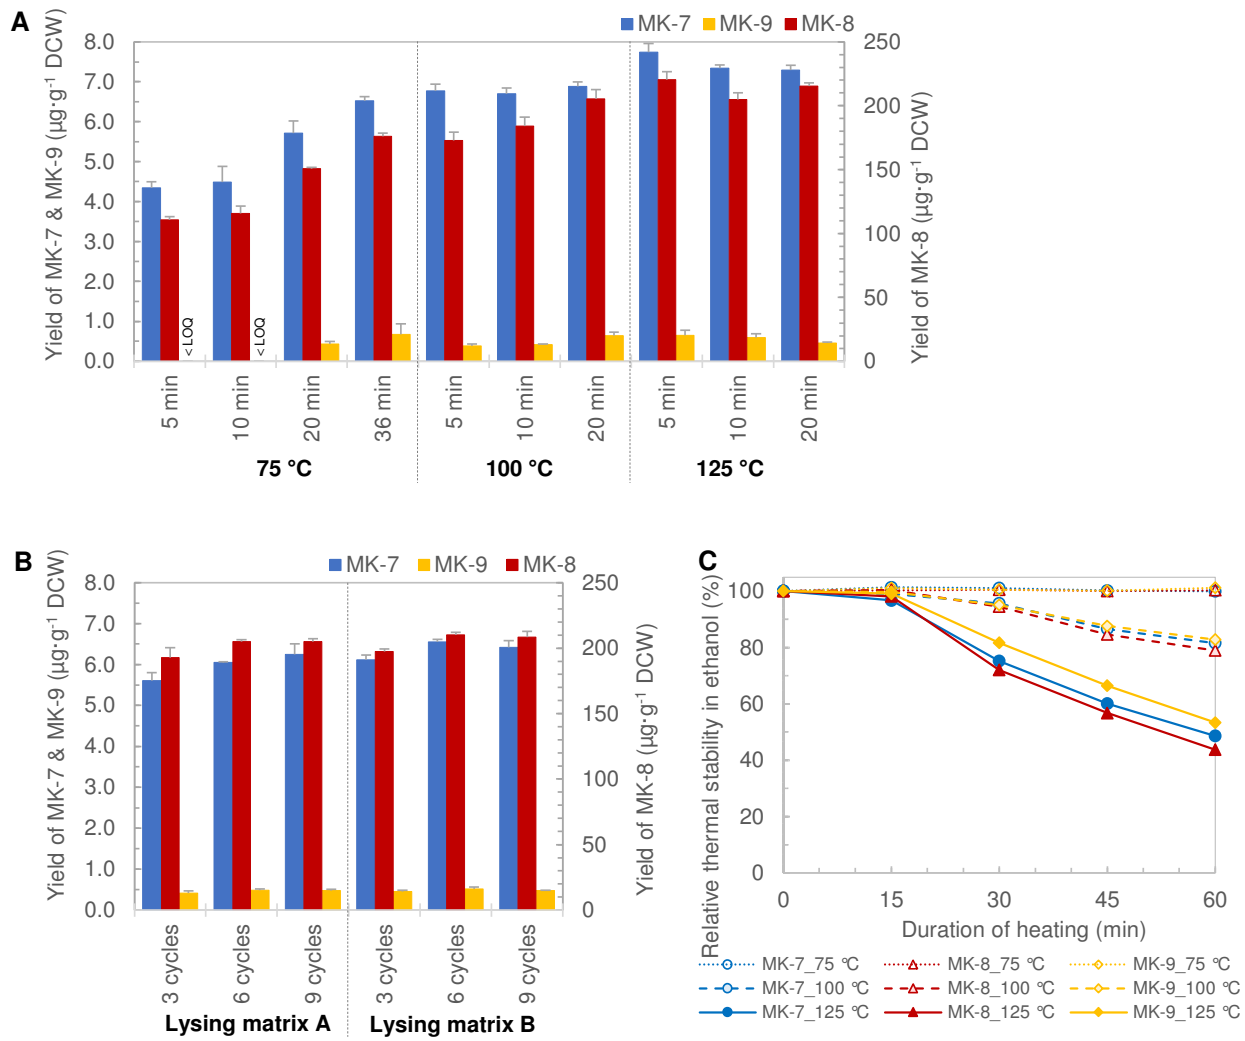 A
MK-7 MK-9 MK-8
Yield of MK-7 & MK-9 (µg·g⁻¹ DCW)
8.0
7.0
6.0
5.0
4.0
3.0
2.0
1.0
0.0
< LOQ
< LOQ
250
200
150
100
50
0
Yield of MK-8 (µg·g⁻¹ DCW)
5 min
10 min
20 min
36 min
5 min
10 min
20 min
5 min
10 min
20 min
75 °C 100 °C 125 °C
B
MK-7 MK-9 MK-8
Yield of MK-7 & MK-9 (µg·g⁻¹ DCW)
8.0
7.0
6.0
5.0
4.0
3.0
2.0
1.0
0.0
250
200
150
100
50
0
Yield of MK-8 (µg·g⁻¹ DCW)
3 cycles
6 cycles
9 cycles
3 cycles
6 cycles
9 cycles
Lysing matrix A Lysing matrix B
C
Relative thermal stability in ethanol (%)
100
80
60
40
20
0
0 15 30 45 60
Duration of heating (min)
MK-7_75 °C MK-8_75 °C MK-9_75 °C
MK-7_100 °C MK-8_100 °C MK-9_100 °C
MK-7_125 °C MK-8_125 °C MK-9_125 °C